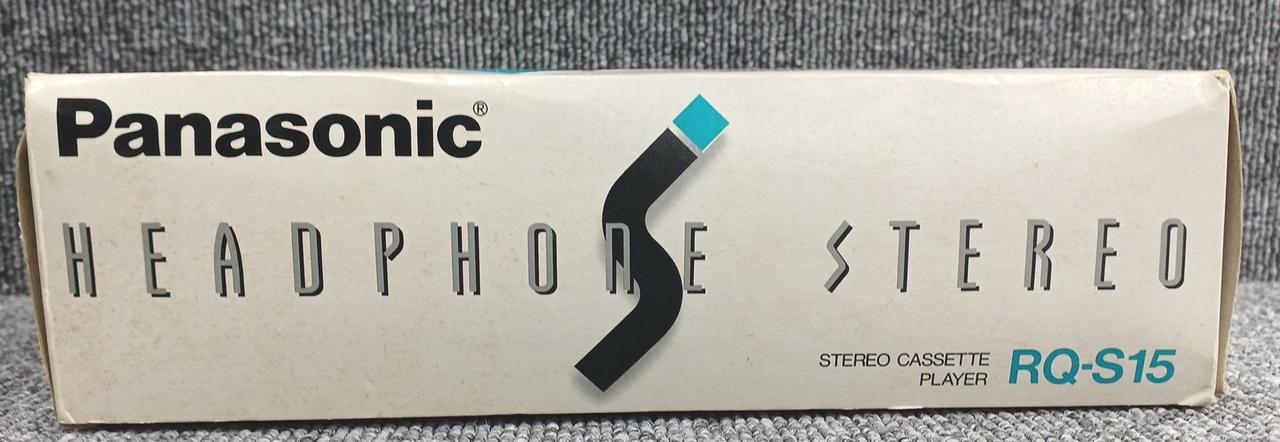 Panasonic®
HEADPHONE STEREO
STEREO CASSETTE
PLAYER RQ-S15